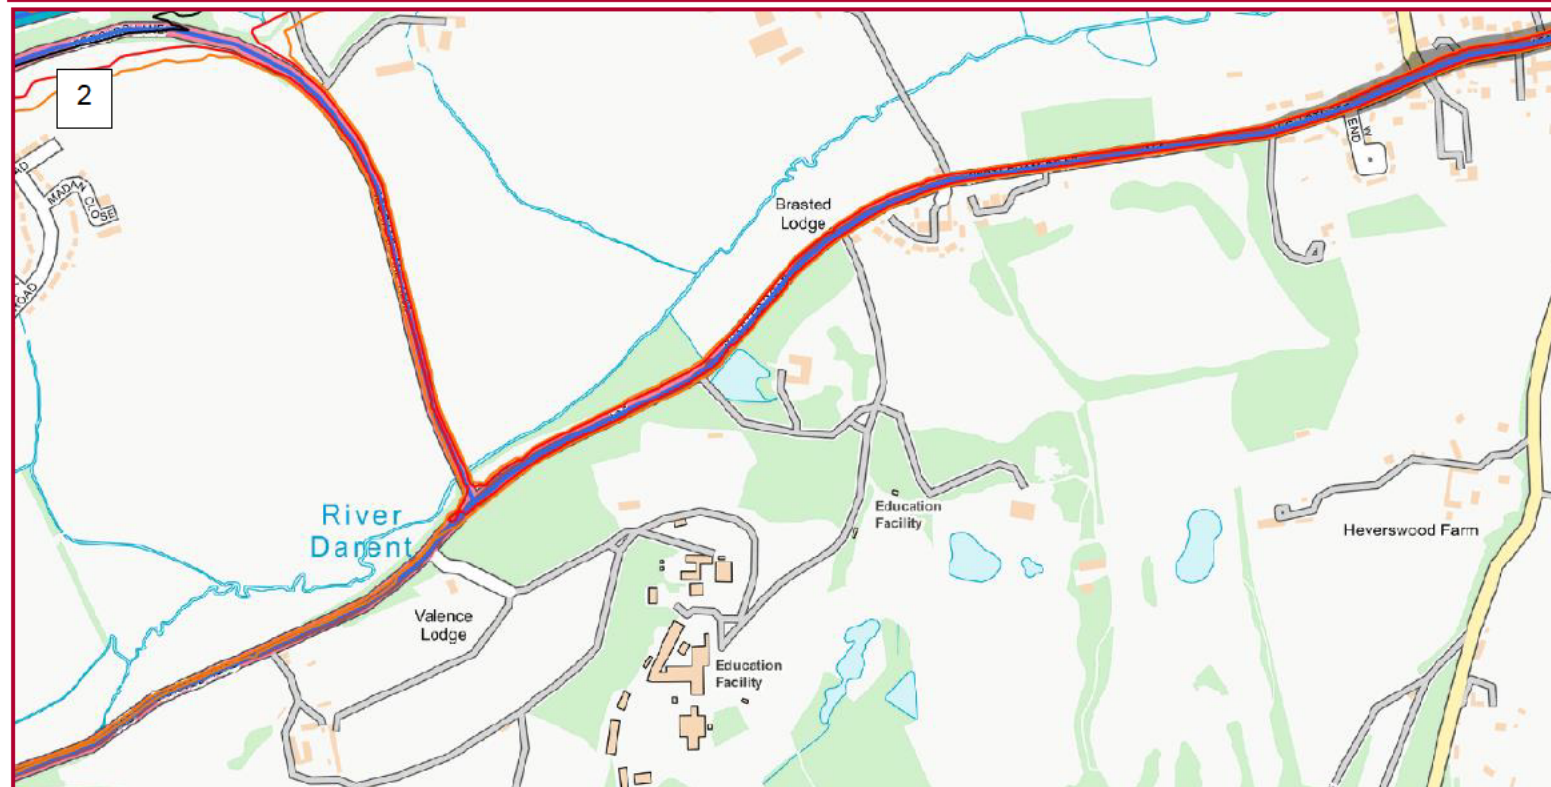 2
MADAN
CLOSE
ROAD
END
Brasted
Lodge
River
Darent
Education
Facility
Heverswood Farm
Valence
Lodge
Education
Facility